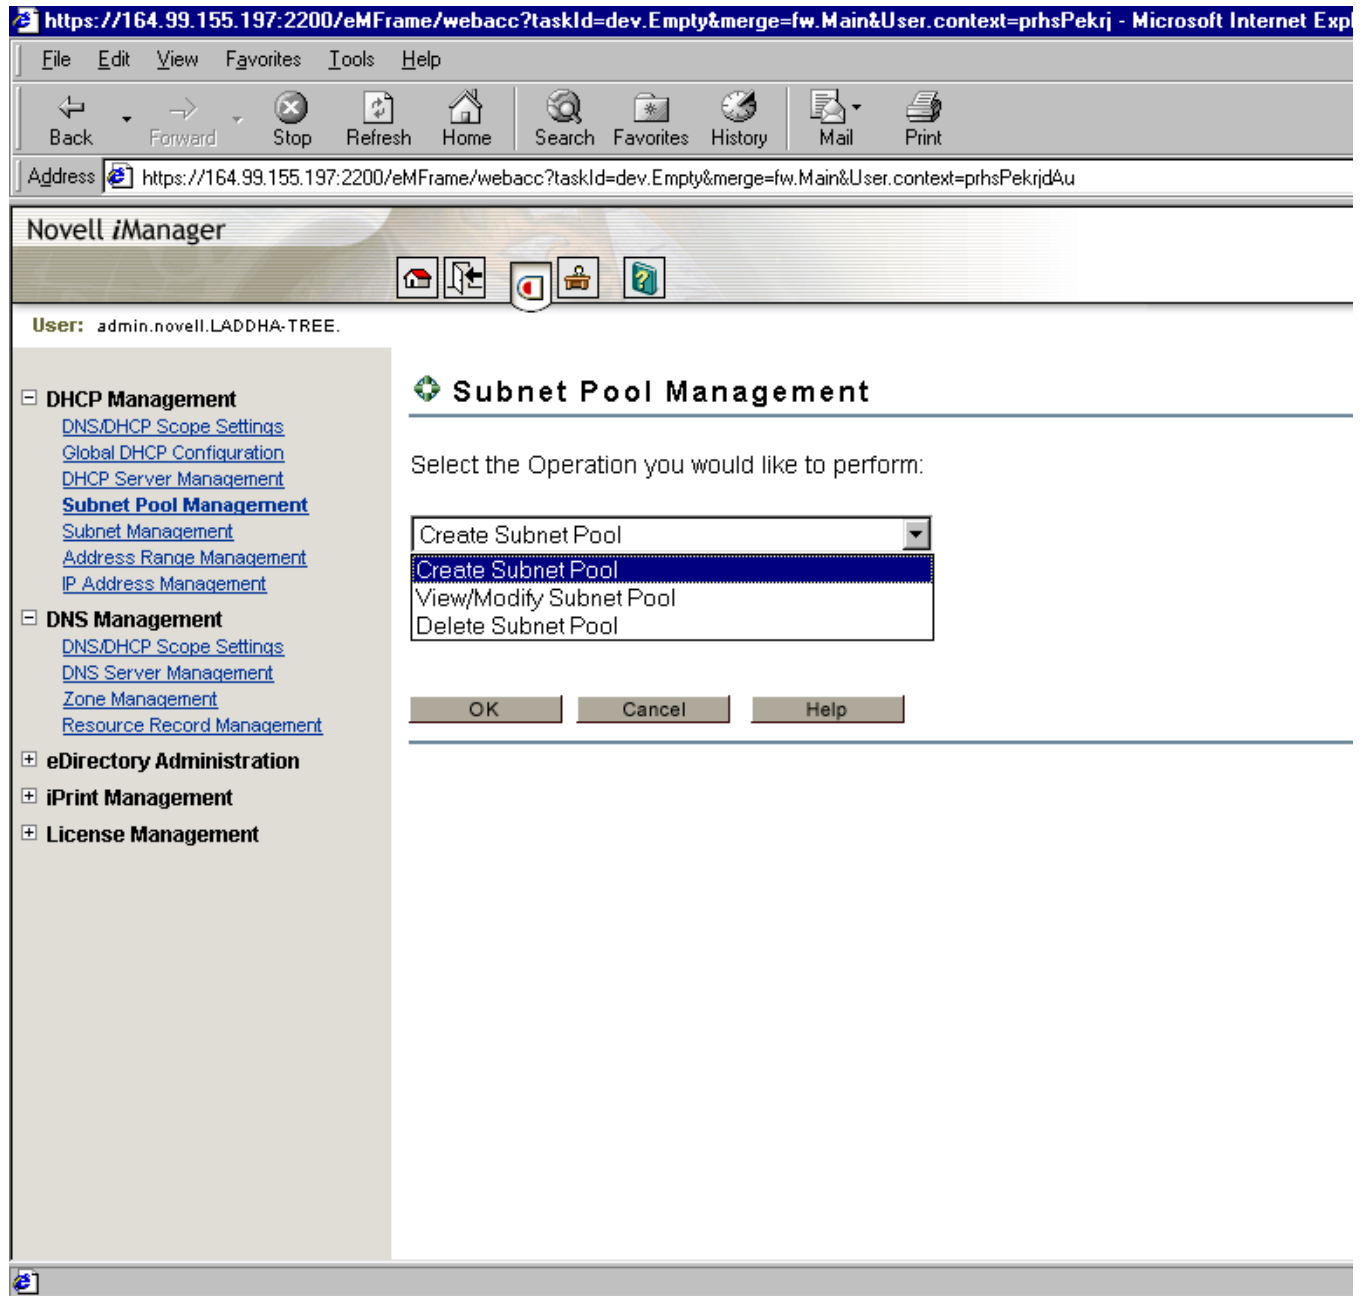 https://164.99.155.197:2200/eMFrame/webacc?taskId=dev.Empty&merge=fw.Main&User.context=prhsPekrj - Microsoft Internet Expl
File Edit View Favorites Tools Help
Back Forward Stop Refresh Home Search Favorites History Mail Print
Address https://164.99.155.197:2200/eMFrame/webacc?taskId=dev.Empty&merge=fw.Main&User.context=prhsPekrjdAu
Novell iManager
User: admin.novell.LADDHA-TREE.
DHCP Management
DNS/DHCP Scope Settings
Global DHCP Configuration
DHCP Server Management
Subnet Pool Management
Subnet Management
Address Range Management
IP Address Management
DNS Management
DNS/DHCP Scope Settings
DNS Server Management
Zone Management
Resource Record Management
eDirectory Administration
iPrint Management
License Management
Subnet Pool Management
Select the Operation you would like to perform:
Create Subnet Pool
Create Subnet Pool
View/Modify Subnet Pool
Delete Subnet Pool
OK Cancel Help